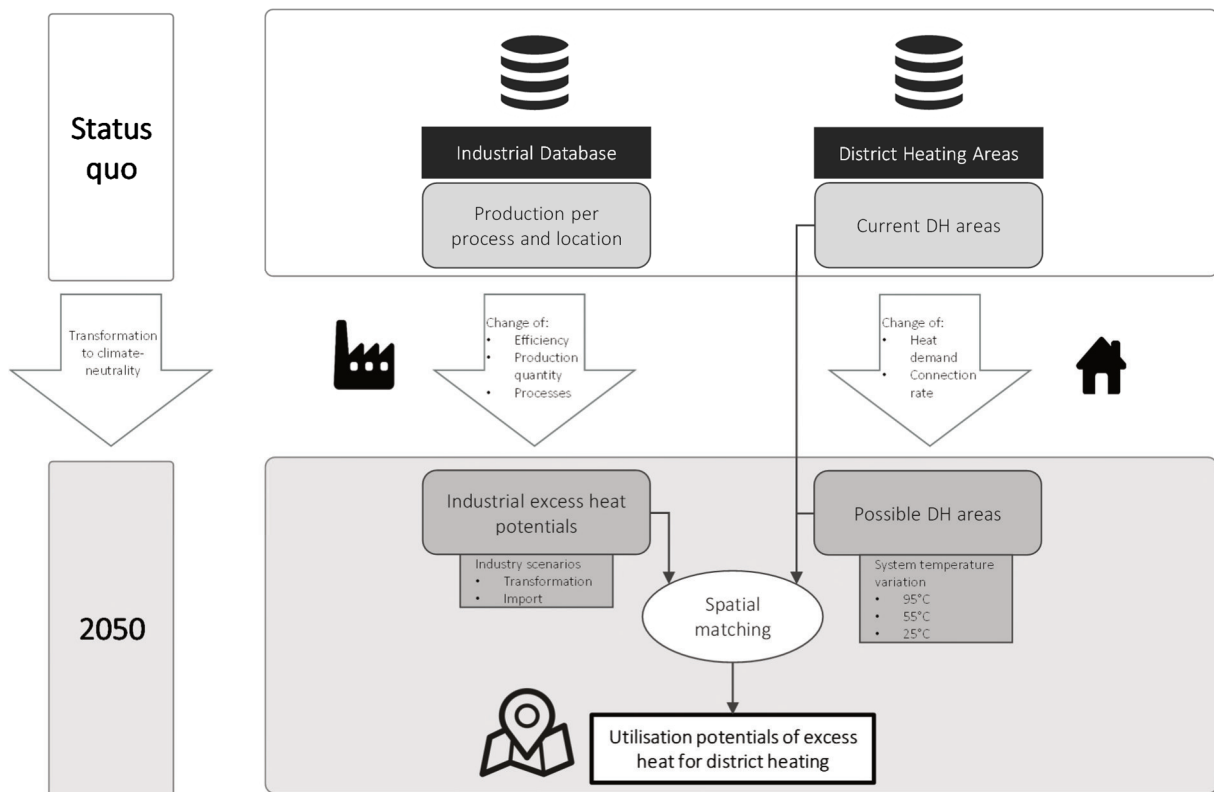 Status
quo
Industrial Database
District Heating Areas
Production per
process and location
Current DH areas
Transformation
to climate-
neutrality
Change of:
• Efficiency
• Production
quantity
• Processes
Change of:
• Heat
demand
• Connection
rate
2050
Industrial excess heat
potentials
Possible DH areas
Industry scenarios
• Transformation
• Import
System temperature
variation
• 95°C
• 55°C
• 25°C
Spatial
matching
Utilisation potentials of excess
heat for district heating